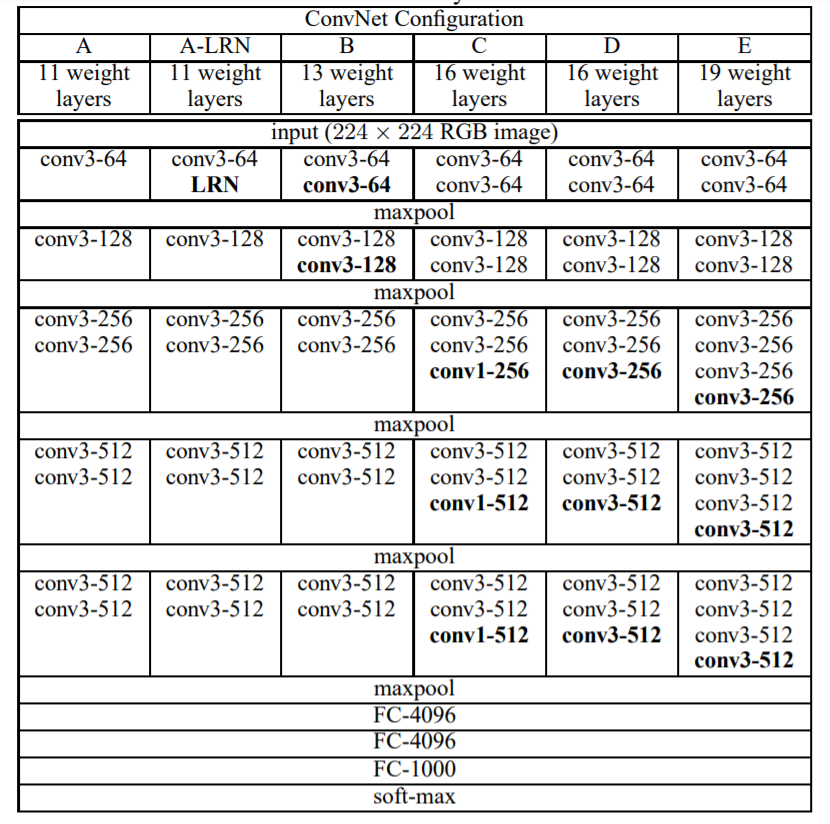 ConvNet Configuration
A A-LRN B C D E
11 weight 11 weight 13 weight 16 weight 16 weight 19 weight
layers layers layers layers layers layers
input (224 × 224 RGB image)
conv3-64 conv3-64 conv3-64 conv3-64 conv3-64 conv3-64
LRN conv3-64 conv3-64 conv3-64 conv3-64
maxpool
conv3-128 conv3-128 conv3-128 conv3-128 conv3-128 conv3-128
conv3-128 conv3-128 conv3-128 conv3-128
maxpool
conv3-256 conv3-256 conv3-256 conv3-256 conv3-256 conv3-256
conv3-256 conv3-256 conv3-256 conv3-256 conv3-256 conv3-256
conv1-256 conv3-256 conv3-256
conv3-256
maxpool
conv3-512 conv3-512 conv3-512 conv3-512 conv3-512 conv3-512
conv3-512 conv3-512 conv3-512 conv3-512 conv3-512 conv3-512
conv1-512 conv3-512 conv3-512
conv3-512
maxpool
conv3-512 conv3-512 conv3-512 conv3-512 conv3-512 conv3-512
conv3-512 conv3-512 conv3-512 conv3-512 conv3-512 conv3-512
conv1-512 conv3-512 conv3-512
conv3-512
maxpool
FC-4096
FC-4096
FC-1000
soft-max